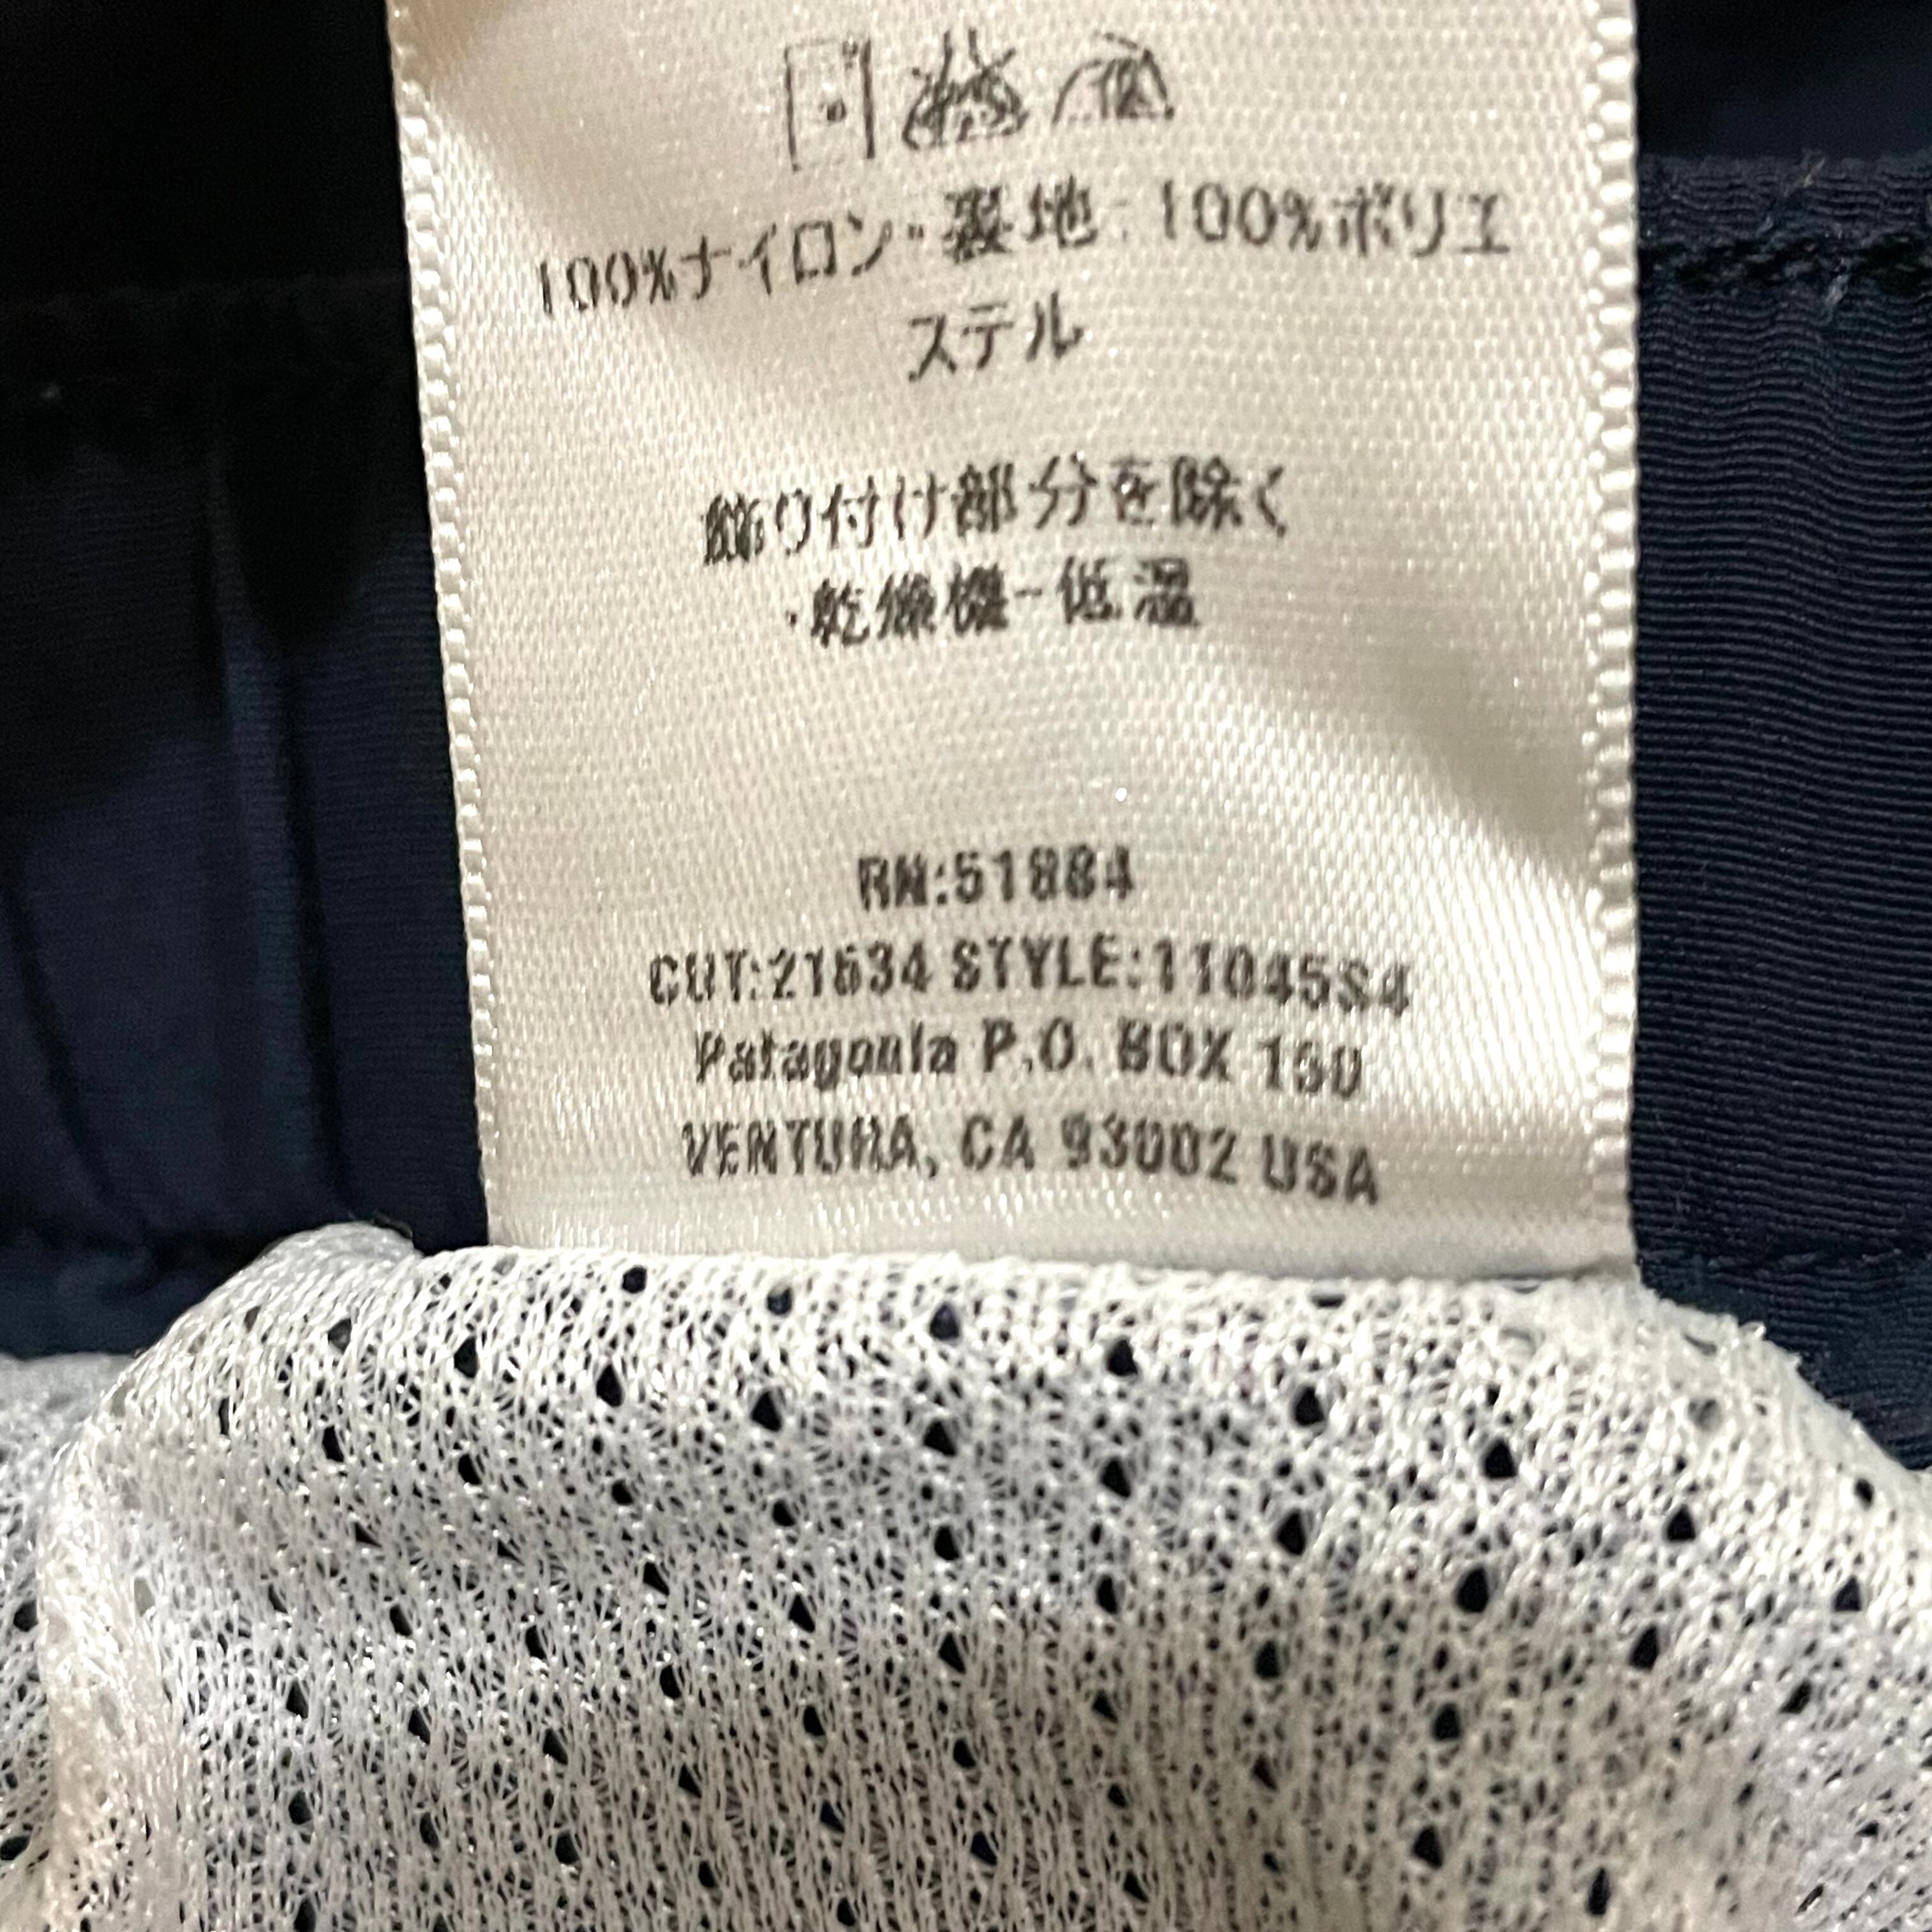 100%ナイロン・裏地:100%ポリエ
ステル
飾り付け部分を除く
・乾燥機-低温
RN:51884
CUT:21634 STYLE:11045S4
Patagonia P.O. BOX 150
VENTURA, CA 93002 USA